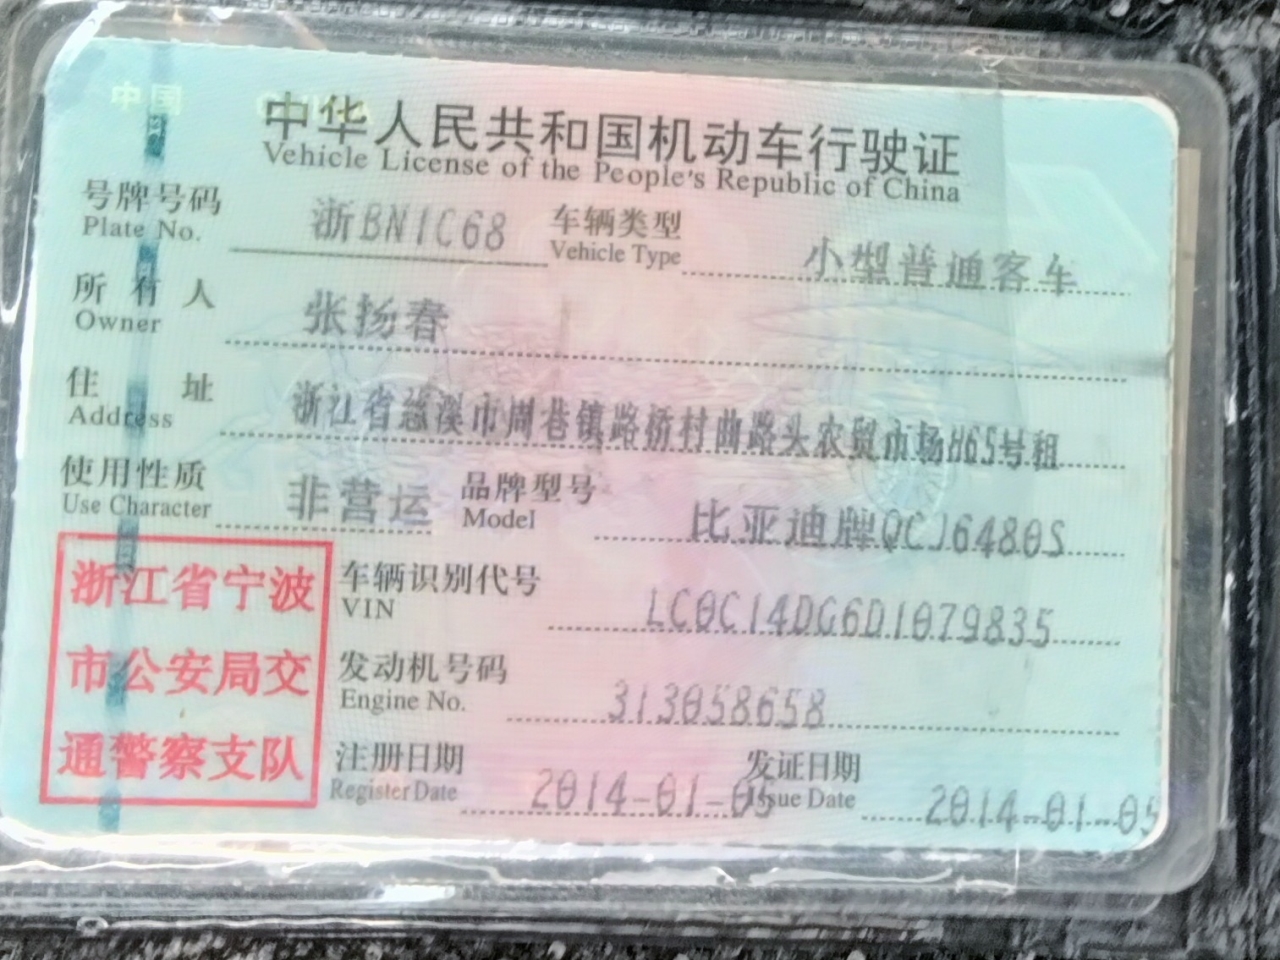 中国 CHINA
中华人民共和国机动车行驶证
Vehicle License of the People's Republic of China
号牌号码 浙BN1C68 车辆类型 小型普通客车
Plate No. Vehicle Type
所有人 张扬春
Owner
住址 浙江省慈溪市周巷镇路桥村曲路头农贸市场H65号租
Address
使用性质 非营运 品牌型号 比亚迪牌QCJ6480S
Use Character Model
浙江省宁波
市公安局交
通警察支队
车辆识别代号 LC0C14DG6D1079835
VIN
发动机号码 313058658
Engine No.
注册日期 2014-01-05 发证日期 2014-01-05
Register Date Issue Date